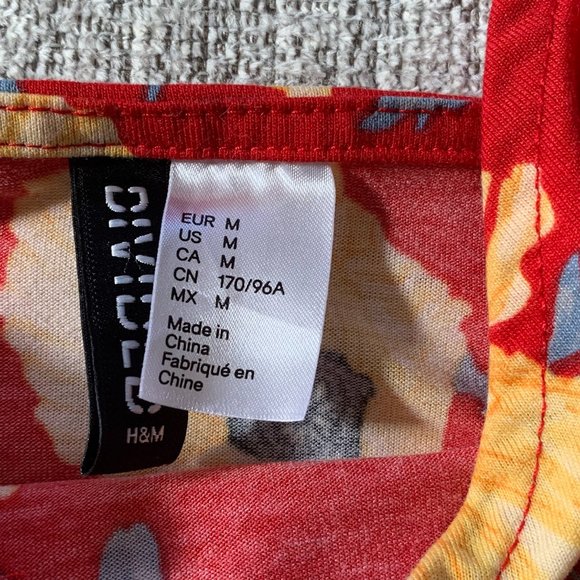 DIVIDED
H&M
EUR M
US M
CA M
CN 170/96A
MX M
Made in
China
Fabriqué en
Chine